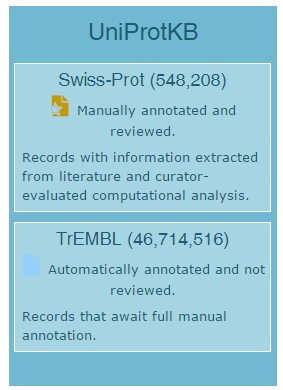 UniProtKB
Swiss-Prot (548,208)
Manually annotated and
reviewed.
Records with information extracted
from literature and curator-
evaluated computational analysis.
TrEMBL (46,714,516)
Automatically annotated and not
reviewed.
Records that await full manual
annotation.